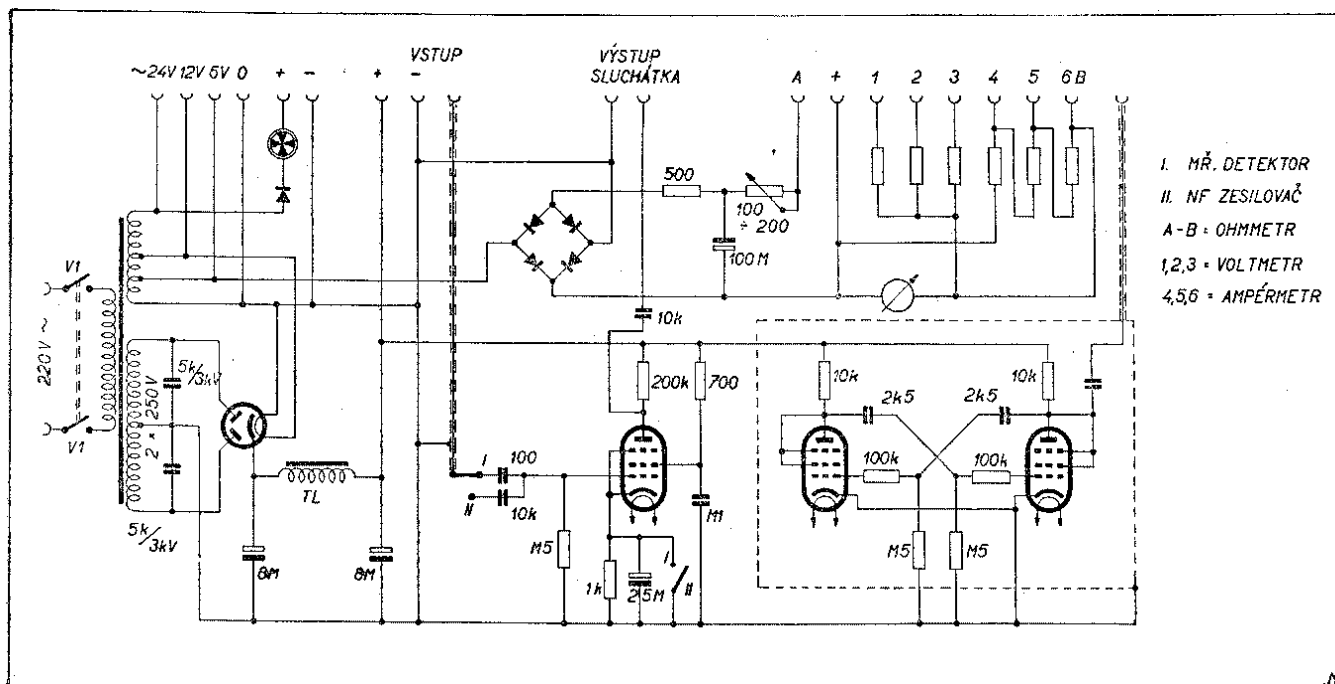 VSTUP
VÝSTUP
SLUCHÁTKA
~24V 12V 6V 0 + - + -
A + 1 2 3 4 5 6 B
I. MŘ. DETEKTOR
II. NF ZESILOVAČ
A-B = OHMMETR
1,2,3 = VOLTMETR
4,5,6 = AMPÉRMETR
500
100
÷ 200
100M
V1
220V ~
V1
5k/3kV
2 × 250V
5k/3kV
TL
8M
8M
10k
200k
700
I
100
II
10k
M5
1k
25M
I
II
M1
10k
2k5
2k5
10k
100k
100k
M5
M5